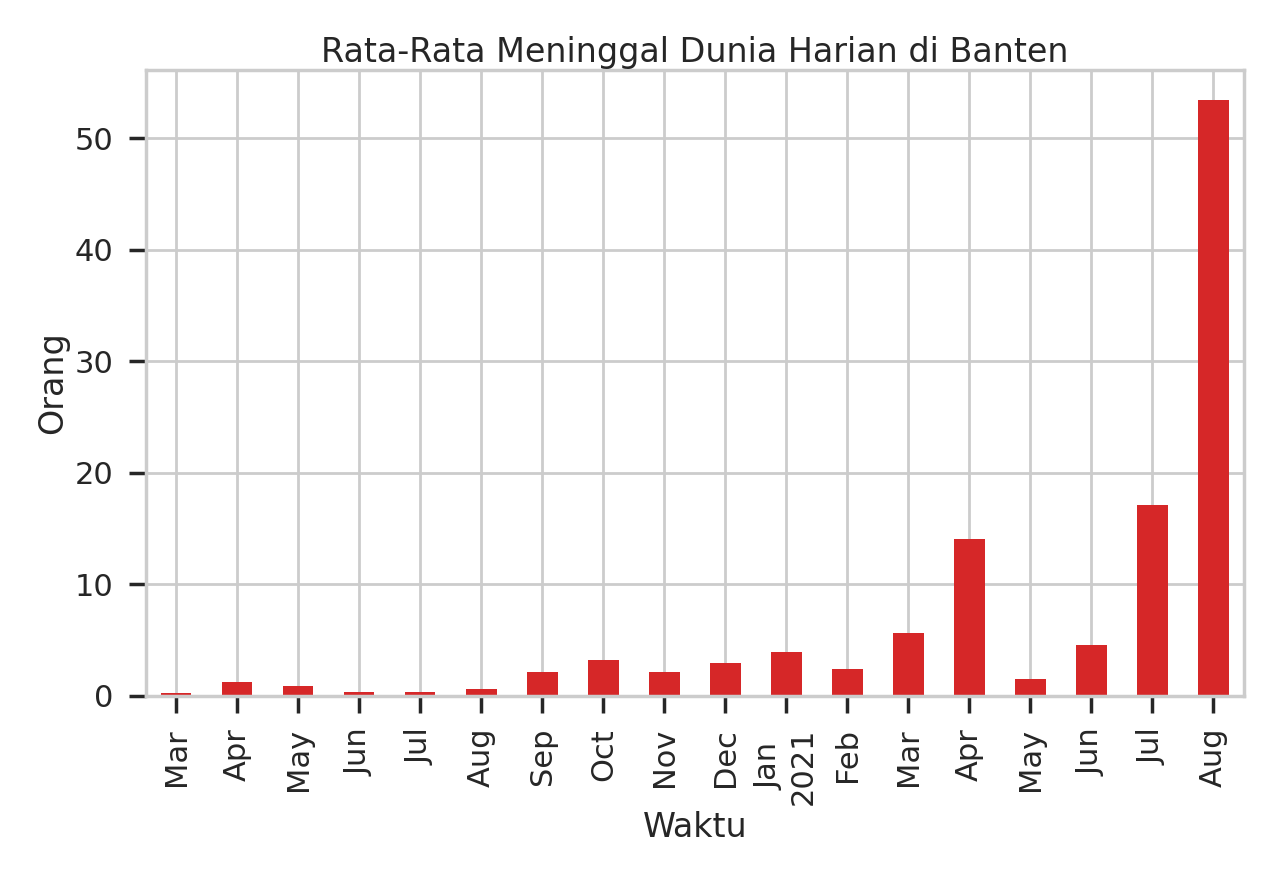 Rata-Rata Meninggal Dunia Harian di Banten
Orang
50
40
30
20
10
0
Mar
Apr
May
Jun
Jul
Aug
Sep
Oct
Nov
Dec
Jan
2021
Feb
Mar
Apr
May
Jun
Jul
Aug
Waktu